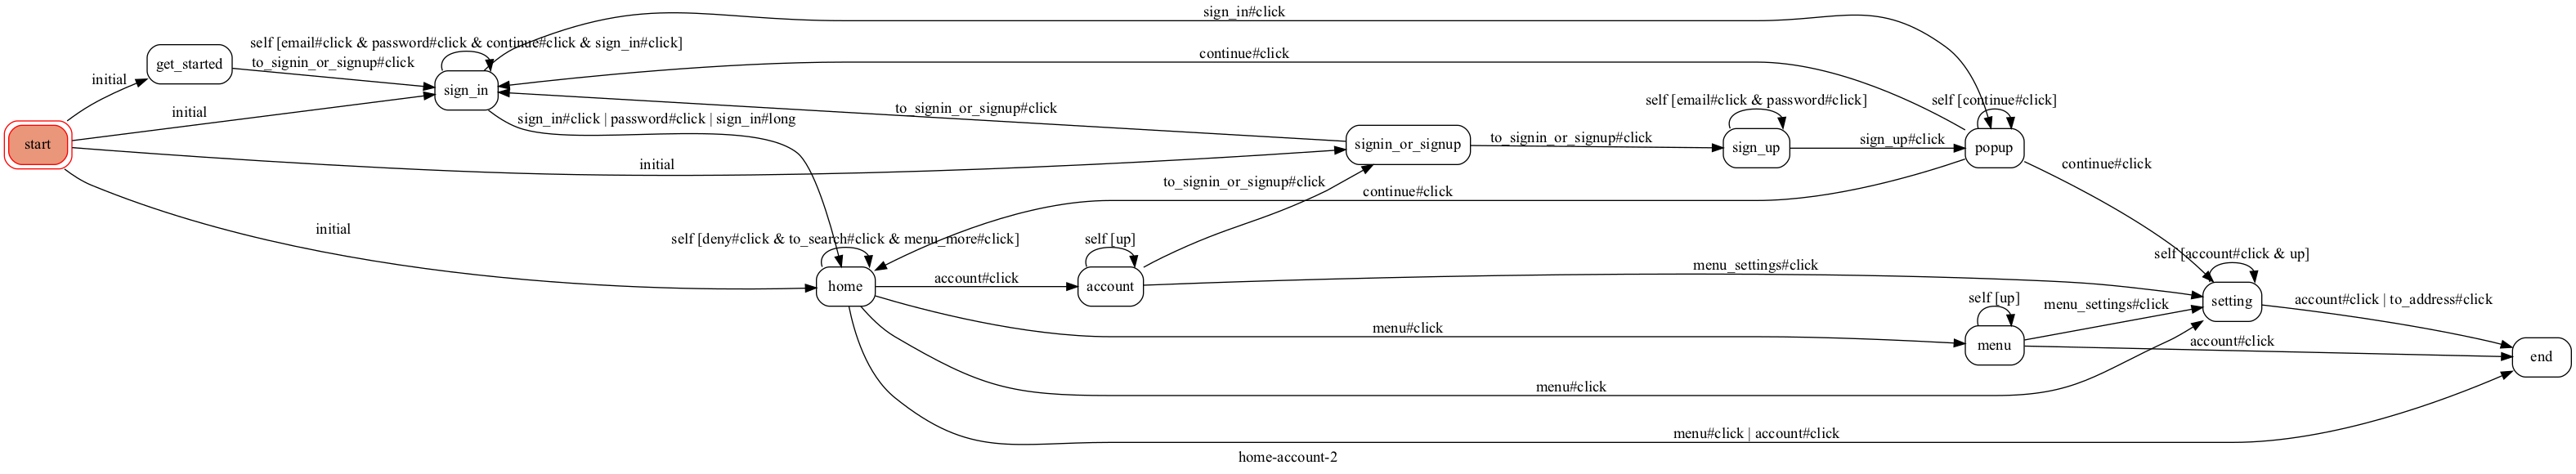 sign_in#click
self [email#click & password#click & continue#click & sign_in#click]
continue#click
get_started
to_signin_or_signup#click
initial
sign_in
self [email#click & password#click]
self [continue#click]
initial
to_signin_or_signup#click
sign_in#click | password#click | sign_in#long
start
signin_or_signup
to_signin_or_signup#click
sign_up
sign_up#click
popup
initial
continue#click
to_signin_or_signup#click
continue#click
initial
self [deny#click & to_search#click & menu_more#click]
self [up]
self [account#click & up]
menu_settings#click
home
account#click
account
self [up]
menu_settings#click
setting
account#click | to_address#click
menu#click
menu
account#click
end
menu#click
menu#click | account#click
home-account-2